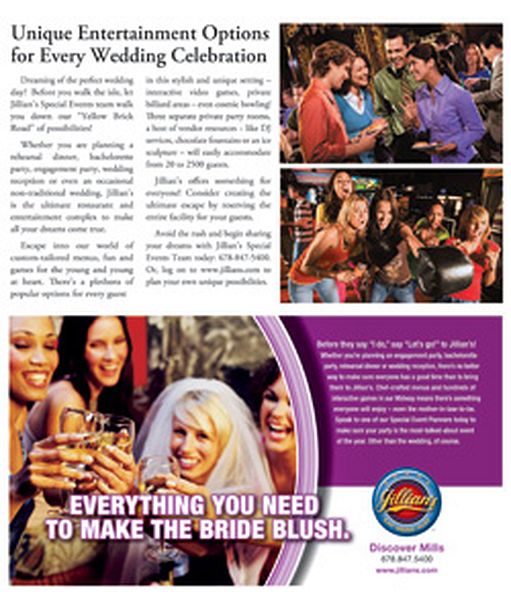 Unique Entertainment Options
for Every Wedding Celebration
Dreaming of the perfect wedding
day? Before you walk the isle, let
Jillian's Special Events team walk
you down our "Yellow Brick
Road" of possibilities!
Whether you are planning a
rehearsal dinner, bachelorette
party, engagement party, wedding
reception or even an occasional
non-traditional wedding, Jillian's
is the ultimate restaurant and
entertainment complex to make
all your dreams come true.
Escape into our world of
custom-tailored menus, fun and
games for the young and young
at heart. There's a plethora of
popular options for every guest
in this stylish and unique setting –
interactive video games, private
billiard areas – even cosmic bowling!
Three separate private party rooms,
a host of vendor resources – like DJ
services, chocolate fountains or an ice
sculpture – will easily accommodate
from 20 to 2500 guests.
Jillian's offers something for
everyone! Consider creating the
ultimate escape by reserving the
entire facility for your guests.
Avoid the rush and begin sharing
your dreams with Jillian's Special
Events Team today: 678-847-5400.
Or, log on to www.jillians.com to
plan your own unique possibilities.
Before they say "I do," say "Let's go!" to Jillian's!
Whether you're planning an engagement party, bachelorette
party, rehearsal dinner or wedding reception, there's no better
way to make sure everyone has a good time than to bring
them to Jillian's. Chef-crafted menus and hundreds of
interactive games in our Midway means there's something
everyone will enjoy – even the mother-in-law-to-be.
Speak to one of our Special Event Planners today to
make sure your party is the most talked-about event
of the year. Other than the wedding, of course.
EVERYTHING YOU NEED
TO MAKE THE BRIDE BLUSH.
Jillian's
Discover Mills
678.847.5400
www.jillians.com